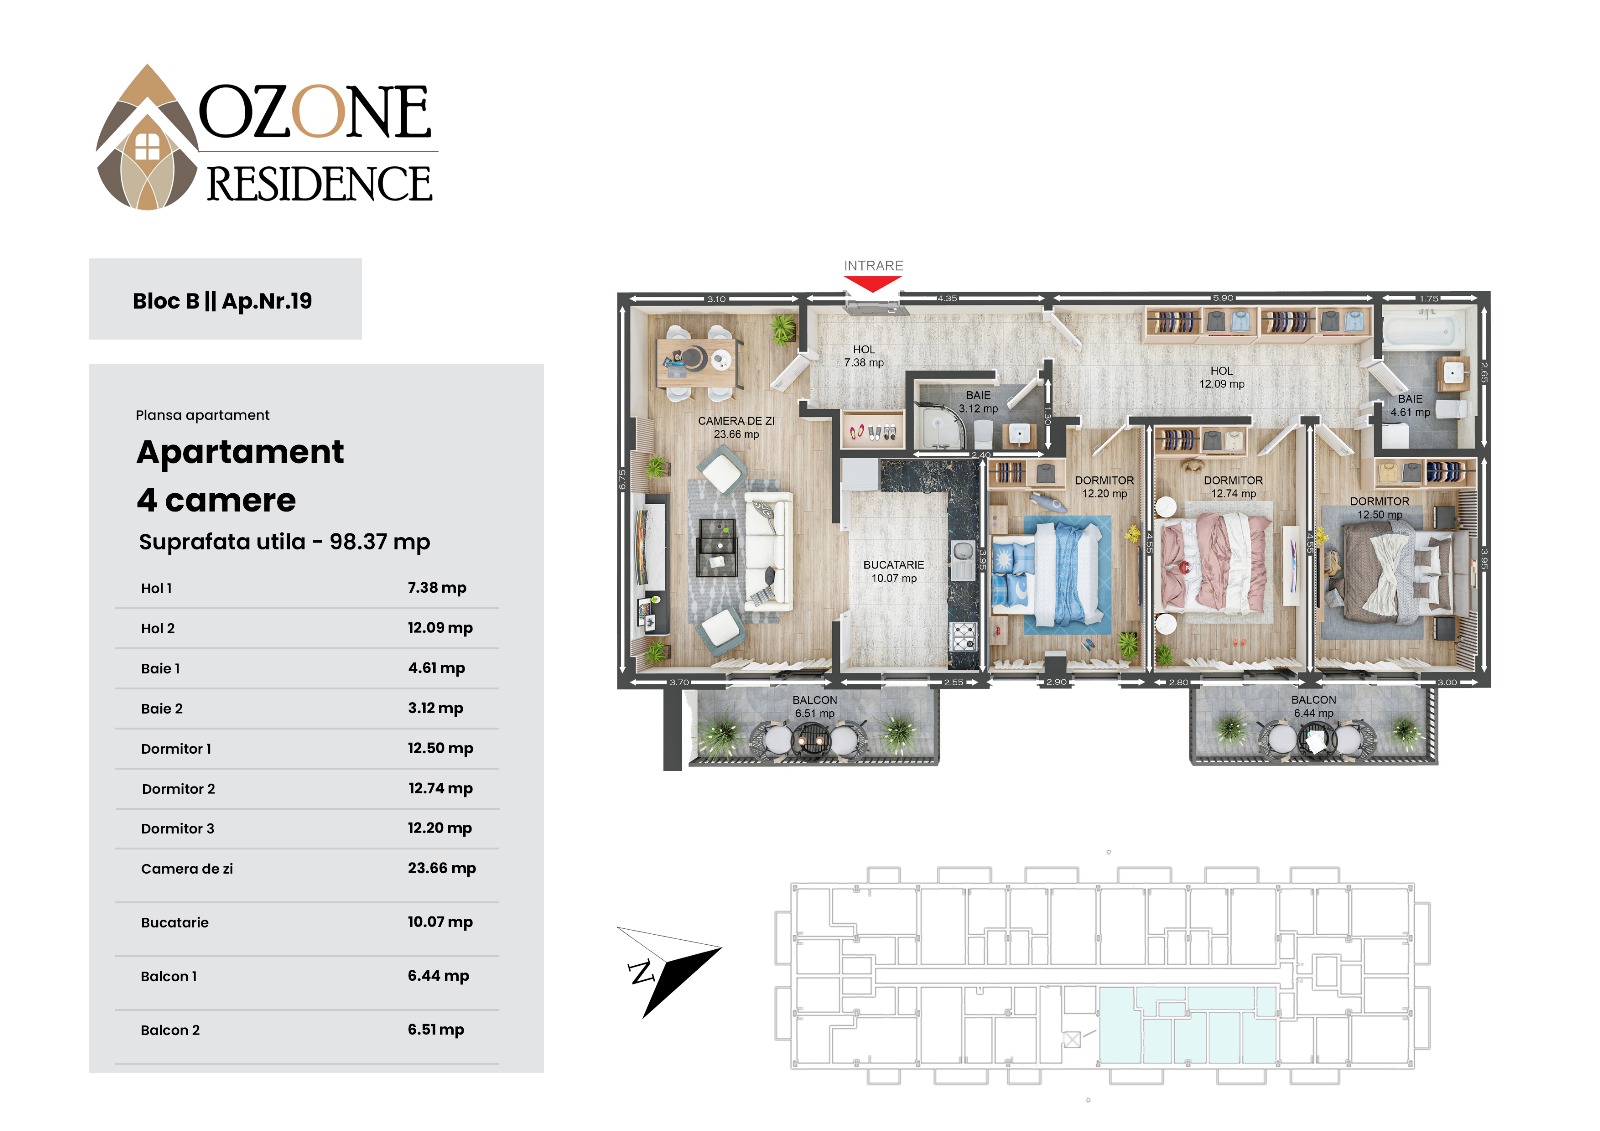 OZONE
RESIDENCE
Bloc B || Ap.Nr.19
Plansa apartament
Apartament
4 camere
Suprafata utila - 98.37 mp
Hol 1 7.38 mp
Hol 2 12.09 mp
Baie 1 4.61 mp
Baie 2 3.12 mp
Dormitor 1 12.50 mp
Dormitor 2 12.74 mp
Dormitor 3 12.20 mp
Camera de zi 23.66 mp
Bucatarie 10.07 mp
Balcon 1 6.44 mp
Balcon 2 6.51 mp
INTRARE
3.10 4.35 5.90 1.75
HOL
7.38 mp
HOL
12.09 mp
BAIE
3.12 mp
BAIE
4.61 mp
2.65
1.30
2.40
CAMERA DE ZI
23.66 mp
6.75
DORMITOR
12.20 mp
DORMITOR
12.74 mp
DORMITOR
12.50 mp
BUCATARIE
10.07 mp
3.95
4.55
4.55
3.95
3.70 2.55 2.90 2.80 3.00
BALCON
6.51 mp
BALCON
6.44 mp
N